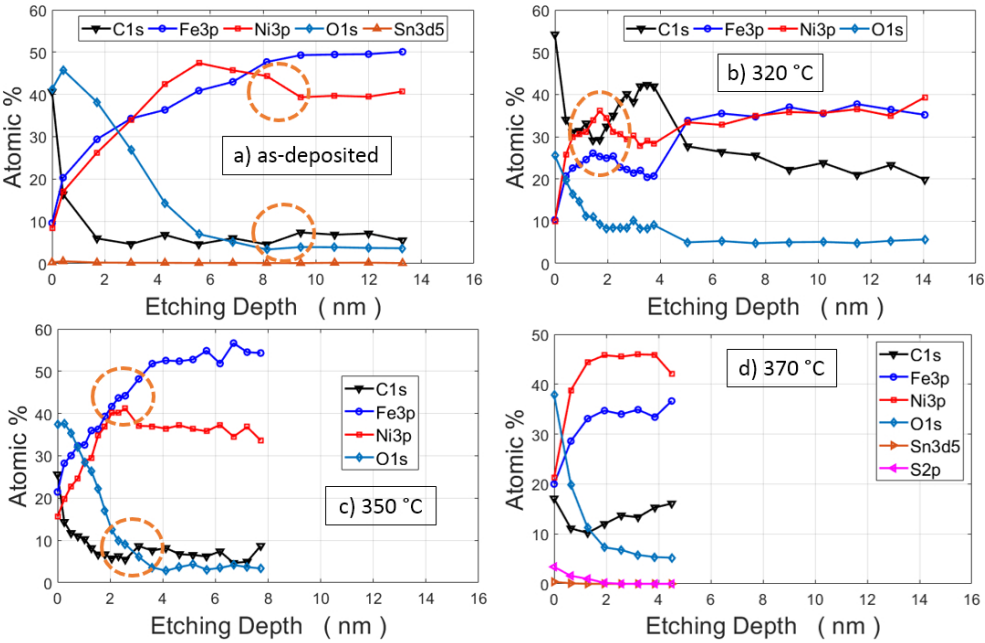 C1s Fe3p Ni3p O1s Sn3d5
60
50
40
30
20
10
0
Atomic %
a) as-deposited
0 2 4 6 8 10 12 14 16
Etching Depth ( nm )
C1s Fe3p Ni3p O1s
60
50
40
30
20
10
0
Atomic %
b) 320 °C
0 2 4 6 8 10 12 14 16
Etching Depth ( nm )
60
50
40
30
20
10
0
Atomic %
C1s
Fe3p
Ni3p
O1s
c) 350 °C
0 2 4 6 8 10 12 14 16
Etching Depth ( nm )
50
40
30
20
10
0
Atomic %
d) 370 °C
C1s
Fe3p
Ni3p
O1s
Sn3d5
S2p
0 2 4 6 8 10 12 14 16
Etching Depth ( nm )